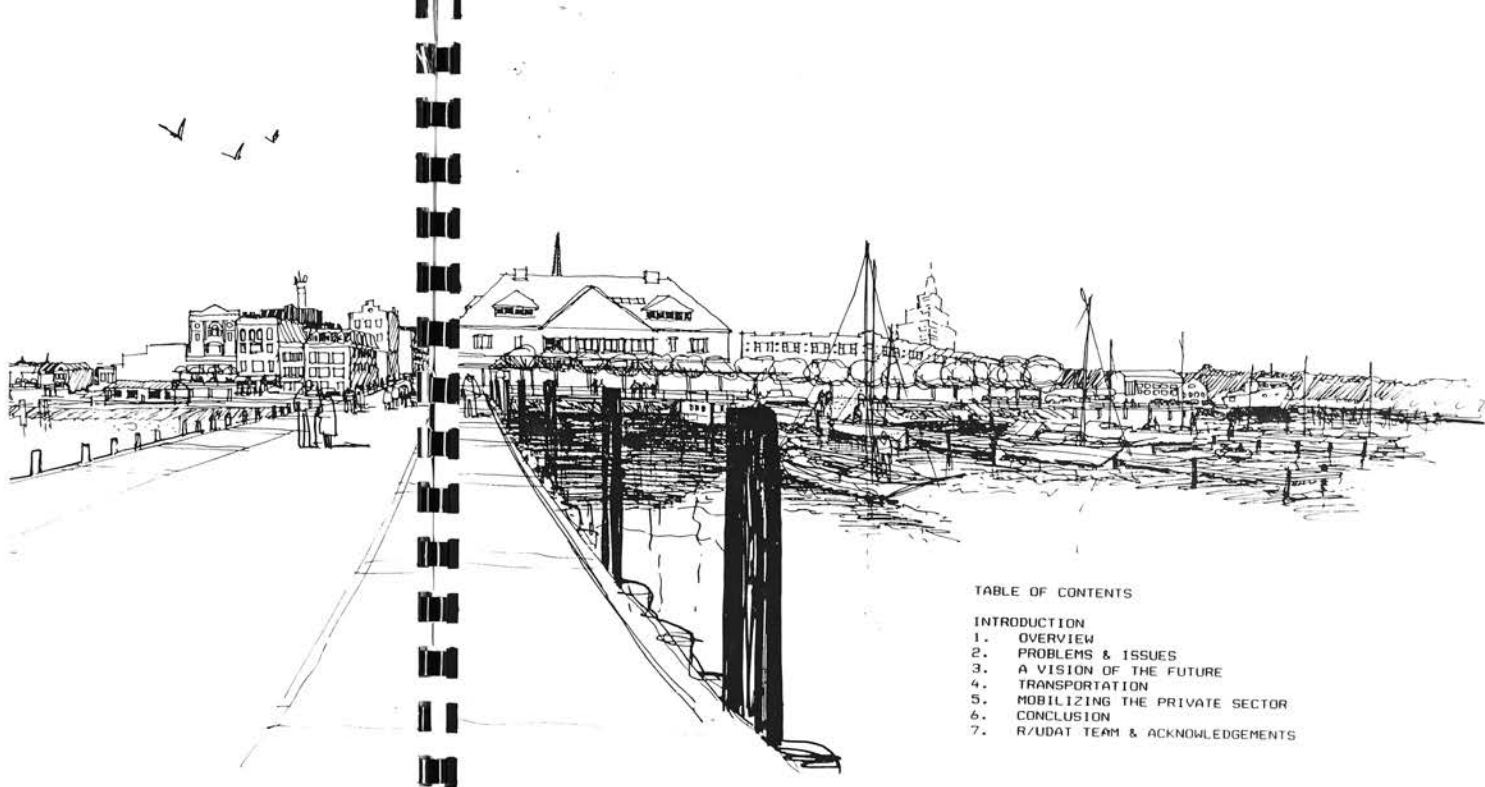 TABLE OF CONTENTS
INTRODUCTION
1. OVERVIEW
2. PROBLEMS & ISSUES
3. A VISION OF THE FUTURE
4. TRANSPORTATION
5. MOBILIZING THE PRIVATE SECTOR
6. CONCLUSION
7. R/UDAT TEAM & ACKNOWLEDGEMENTS